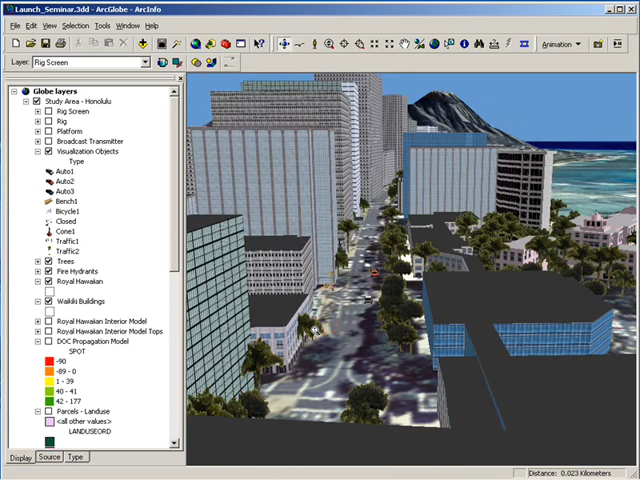 Launch_Seminar.3dd - ArcGlobe - ArcInfo
File Edit View Selection Tools Window Help
Animation
Layer: Rig Screen
Globe layers
Study Area - Honolulu
Rig Screen
Rig
Platform
Broadcast Transmitter
Visualization Objects
Type
Auto1
Auto2
Auto3
Bench1
Bicycle1
Closed
Cone1
Traffic1
Traffic2
Trees
Fire Hydrants
Royal Hawaiian
Waikki Buildings
Royal Hawaiian Interior Model
Royal Hawaiian Interior Model Tops
DOC Propagation Model
SPOT
-90
-89 - 0
1 - 39
40 - 41
42 - 177
Parcels - Landuse
<all other values>
LANDUSEORD
Display Source Type
Distance: 0.023 Kilometers